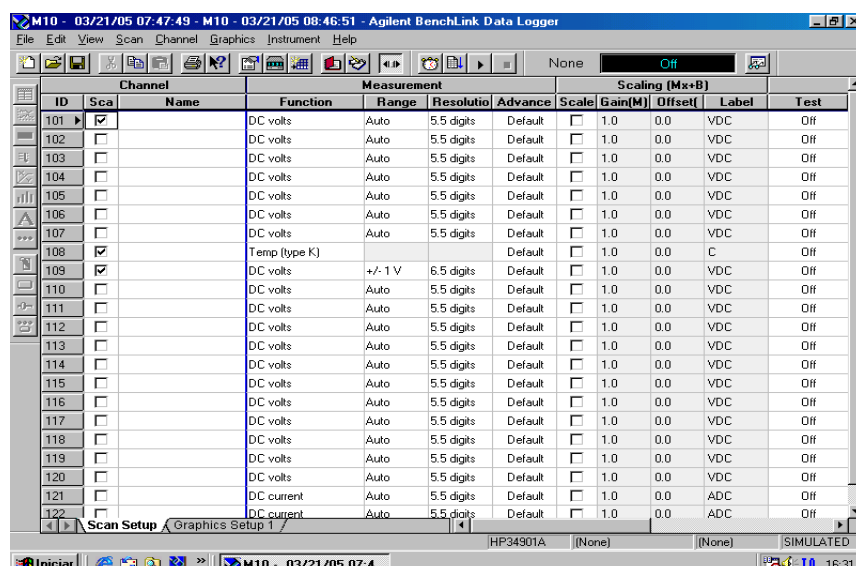 M10 - 03/21/05 07:47:49 - M10 - 03/21/05 08:46:51 - Agilent BenchLink Data Logger
File Edit View Scan Channel Graphics Instrument Help
None Off
Channel Measurement Scaling (Mx+B)
ID Sca Name Function Range Resolutio Advance Scale Gain(M) Offset( Label Test
101 DC volts Auto 5.5 digits Default 1.0 0.0 VDC Off
102 DC volts Auto 5.5 digits Default 1.0 0.0 VDC Off
103 DC volts Auto 5.5 digits Default 1.0 0.0 VDC Off
104 DC volts Auto 5.5 digits Default 1.0 0.0 VDC Off
105 DC volts Auto 5.5 digits Default 1.0 0.0 VDC Off
106 DC volts Auto 5.5 digits Default 1.0 0.0 VDC Off
107 DC volts Auto 5.5 digits Default 1.0 0.0 VDC Off
108 Temp (type K) Default 1.0 0.0 C Off
109 DC volts +/- 1 V 6.5 digits Default 1.0 0.0 VDC Off
110 DC volts Auto 5.5 digits Default 1.0 0.0 VDC Off
111 DC volts Auto 5.5 digits Default 1.0 0.0 VDC Off
112 DC volts Auto 5.5 digits Default 1.0 0.0 VDC Off
113 DC volts Auto 5.5 digits Default 1.0 0.0 VDC Off
114 DC volts Auto 5.5 digits Default 1.0 0.0 VDC Off
115 DC volts Auto 5.5 digits Default 1.0 0.0 VDC Off
116 DC volts Auto 5.5 digits Default 1.0 0.0 VDC Off
117 DC volts Auto 5.5 digits Default 1.0 0.0 VDC Off
118 DC volts Auto 5.5 digits Default 1.0 0.0 VDC Off
119 DC volts Auto 5.5 digits Default 1.0 0.0 VDC Off
120 DC volts Auto 5.5 digits Default 1.0 0.0 VDC Off
121 DC current Auto 5.5 digits Default 1.0 0.0 ADC Off
122 DC current Auto 5.5 digits Default 1.0 0.0 ADC Off
Scan Setup Graphics Setup 1
HP34901A (None) (None) SIMULATED
Iniciar » M10 - 03/21/05 07:4... 16:31